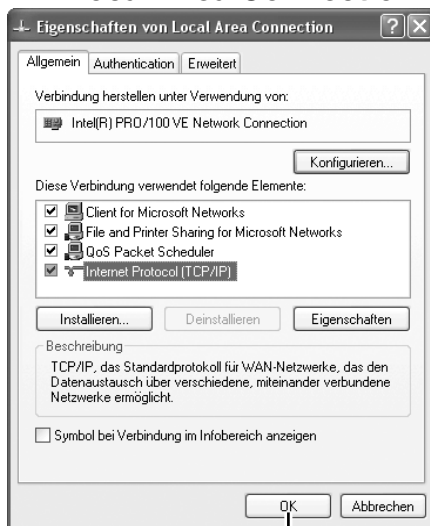 Eigenschaften von Local Area Connection
Allgemein Authentication Erweitert
Verbindung herstellen unter Verwendung von:
Intel(R) PRO/100 VE Network Connection
Konfigurieren...
Diese Verbindung verwendet folgende Elemente:
Client for Microsoft Networks
File and Printer Sharing for Microsoft Networks
QoS Packet Scheduler
Internet Protocol (TCP/IP)
Installieren... Deinstallieren Eigenschaften
Beschreibung
TCP/IP, das Standardprotokoll für WAN-Netzwerke, das den
Datenaustausch über verschiedene, miteinander verbundene
Netzwerke ermöglicht.
Symbol bei Verbindung im Infobereich anzeigen
OK Abbrechen